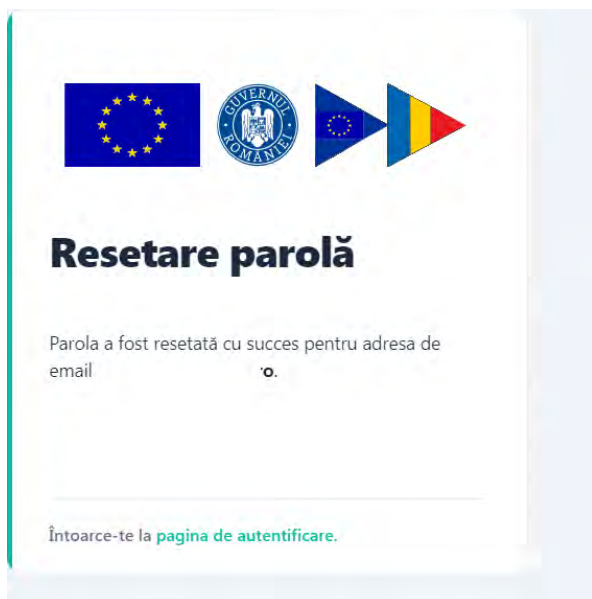 GUVERNUL ROMÂNIEI
Resetare parolă
Parola a fost resetată cu succes pentru adresa de
email o.
Întoarce-te la pagina de autentificare.